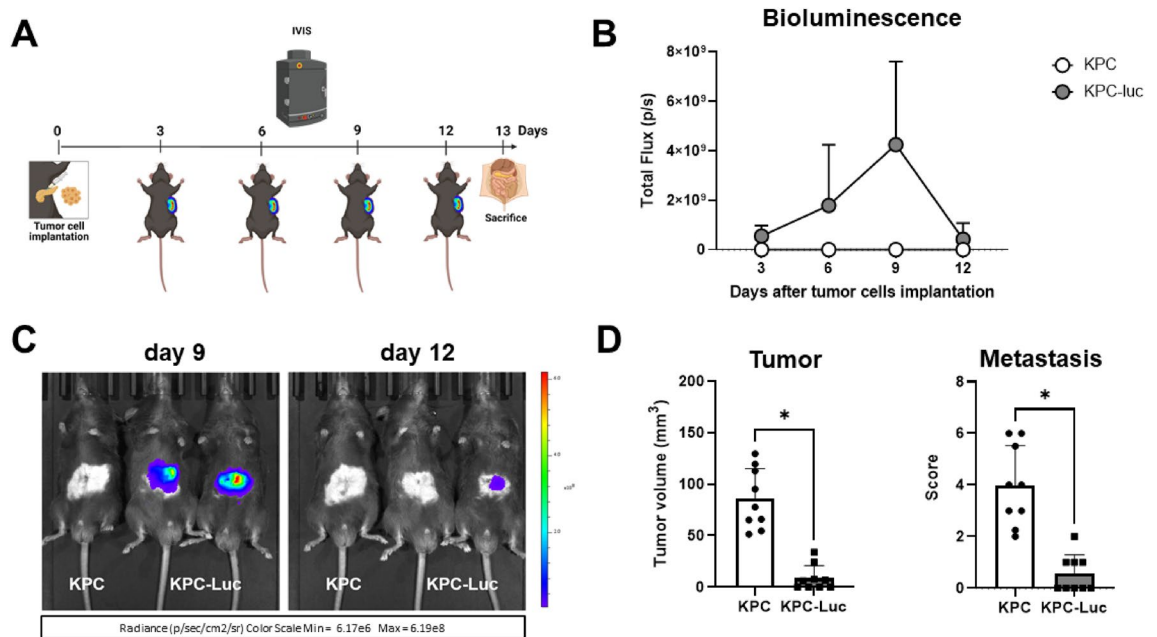 A
IVIS
0
3
6
9
12
13
Days
Tumor cell
implantation
Sacrifice
B
Bioluminescence
KPC
KPC-luc
Total Flux (p/s)
8×10⁹
6×10⁹
4×10⁹
2×10⁹
0
3
6
9
12
Days after tumor cells implantation
C
day 9
day 12
KPC
KPC-Luc
KPC
KPC-Luc
Radiance (p/sec/cm2/sr) Color Scale Min = 6.17e6 Max = 6.19e8
D
Tumor
Tumor volume (mm³)
200
150
100
50
0
*
KPC
KPC-Luc
Metastasis
Score
8
6
4
2
0
*
KPC
KPC-Luc